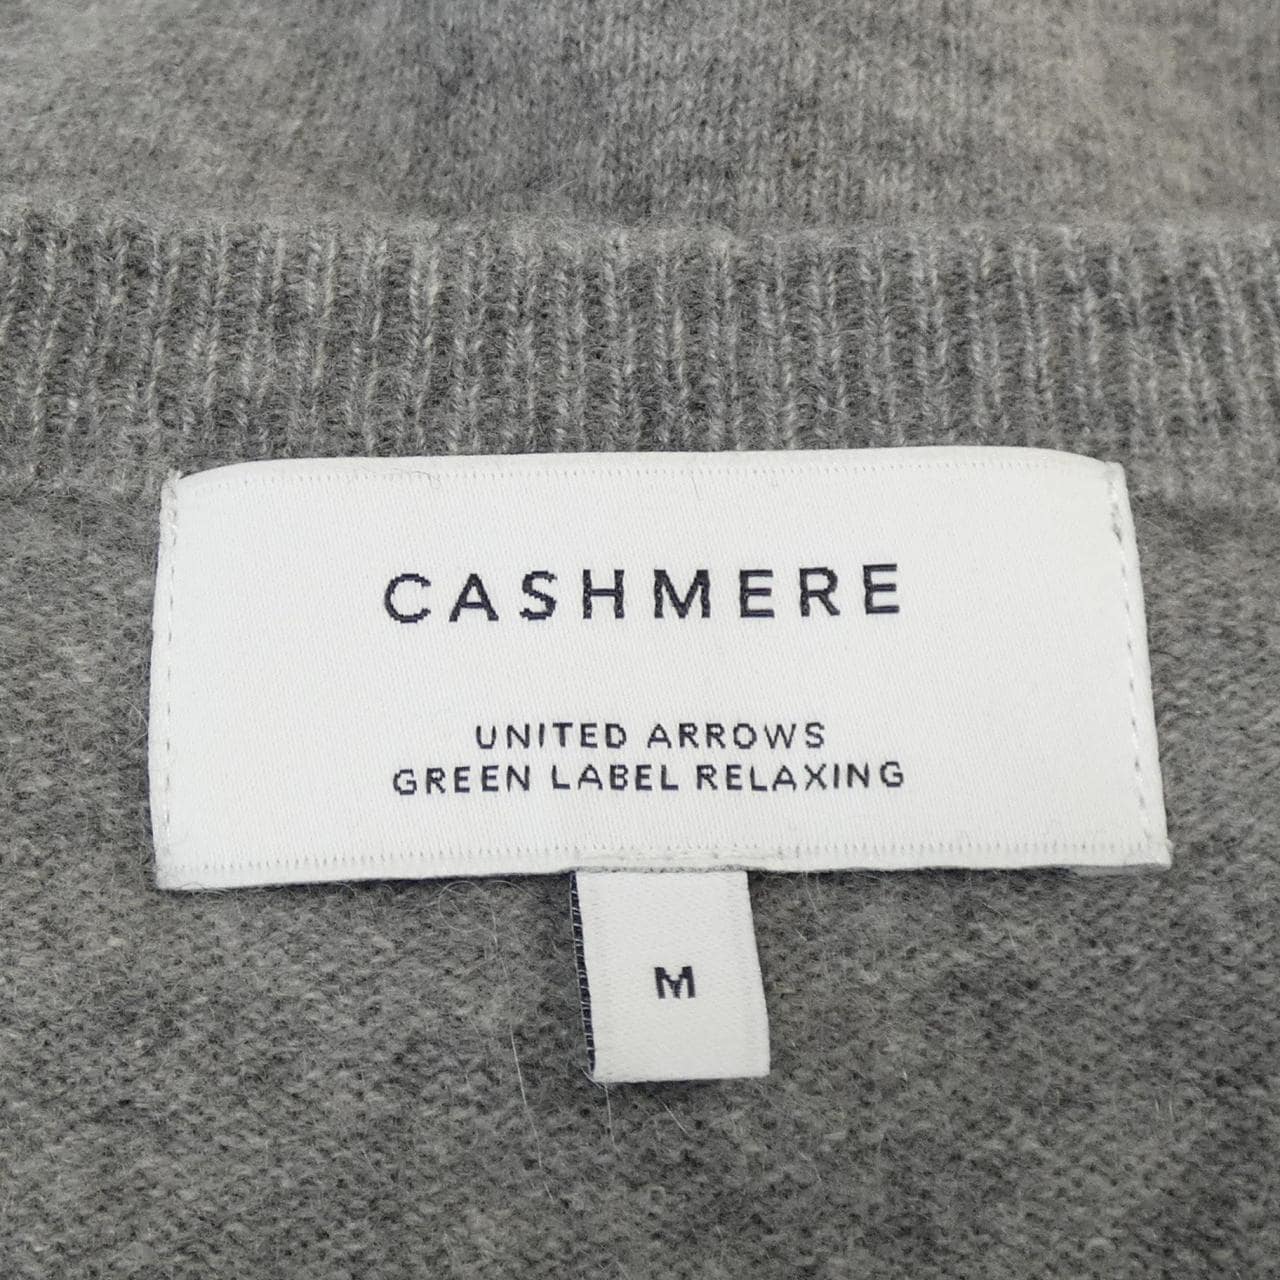 CASHMERE
UNITED ARROWS
GREEN LABEL RELAXING
M